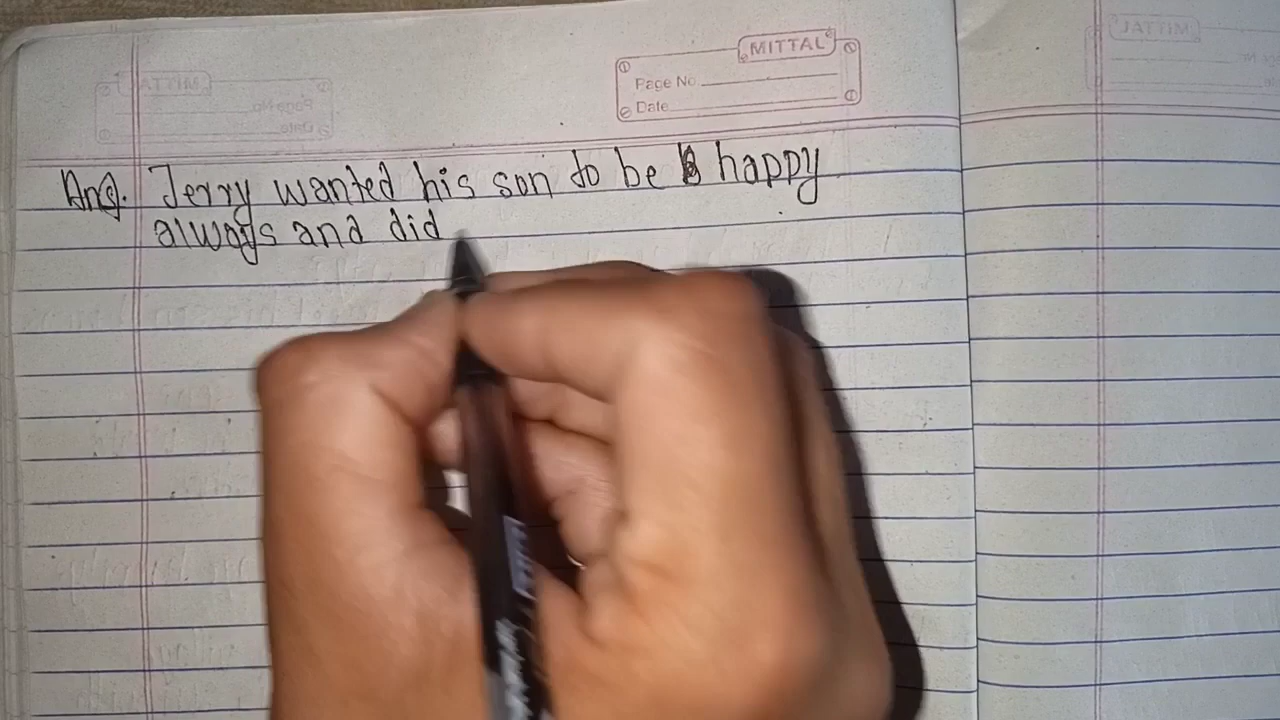 MITTAL
Page No.
Date
Ans. Jerry wanted his son to be happy
always and did